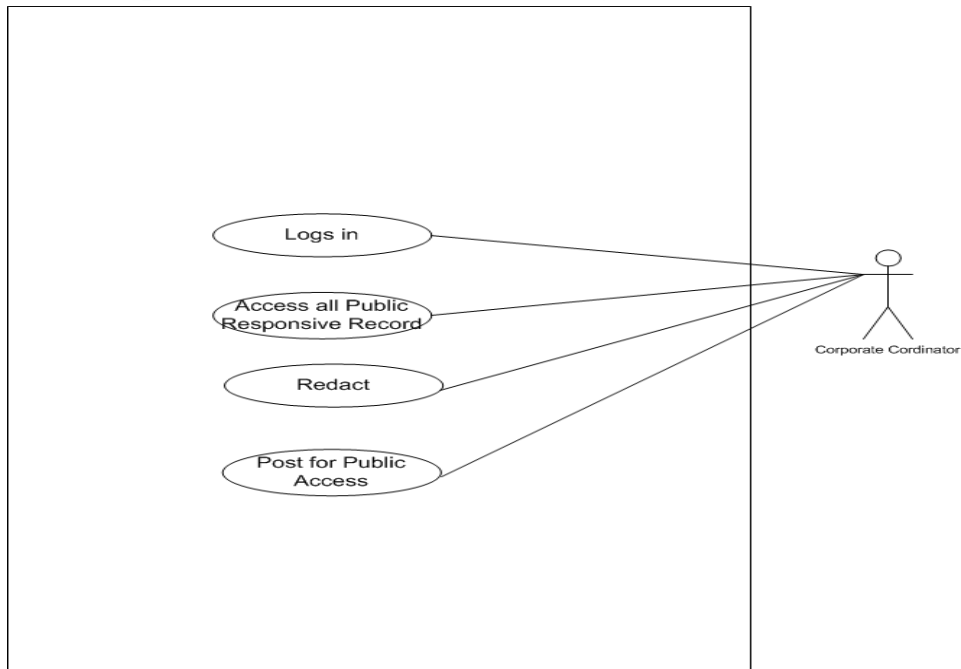 Logs in
Access all Public
Responsive Record
Redact
Post for Public
Access
Corporate Cordinator